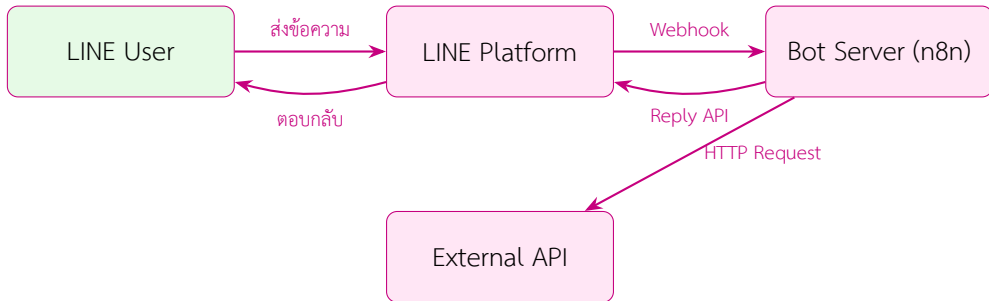 LINE User
ส่งข้อความ
LINE Platform
Webhook
Bot Server (n8n)
ตอบกลับ
Reply API
HTTP Request
External API